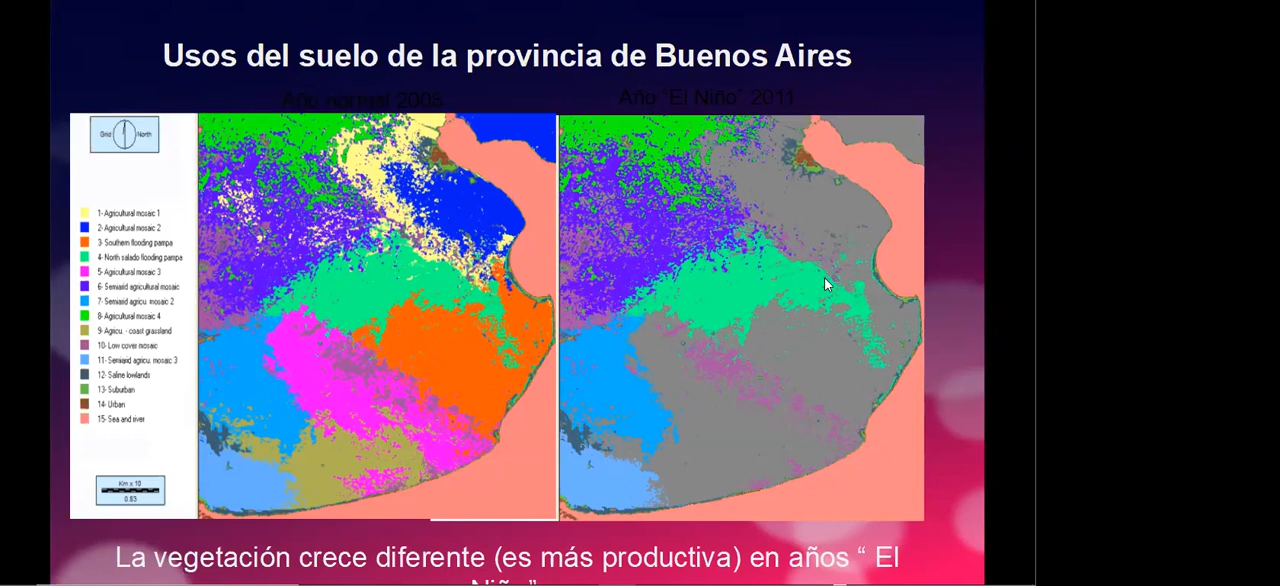 Usos del suelo de la provincia de Buenos Aires
Año normal 2005
Año “El Niño” 2011
Grid North
1- Agricultural mosaic 1
2- Agricultural mosaic 2
3- Southern flooding pampa
4- North salado flooding pampa
5- Agricultural mosaic 3
6- Semiarid agricultural mosaic
7- Semiarid agricu. mosaic 2
8- Agricultural mosaic 4
9- Agricu. - coast grassland
10- Low cover mosaic
11- Semiarid agricu. mosaic 3
12- Saline lowlands
13- Suburban
14- Urban
15- Sea and river
Km x 10
0.53
La vegetación crece diferente (es más productiva) en años “ El
Niño”